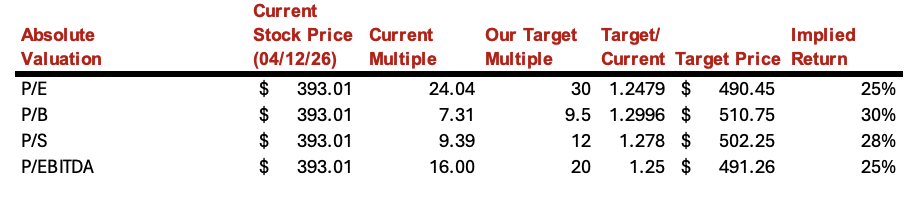 Current
Absolute Stock Price Current Our Target Target/ Implied
Valuation (04/12/26) Multiple Multiple Current Target Price Return
P/E $ 393.01 24.04 30 1.2479 $ 490.45 25%
P/B $ 393.01 7.31 9.5 1.2996 $ 510.75 30%
P/S $ 393.01 9.39 12 1.278 $ 502.25 28%
P/EBITDA $ 393.01 16.00 20 1.25 $ 491.26 25%